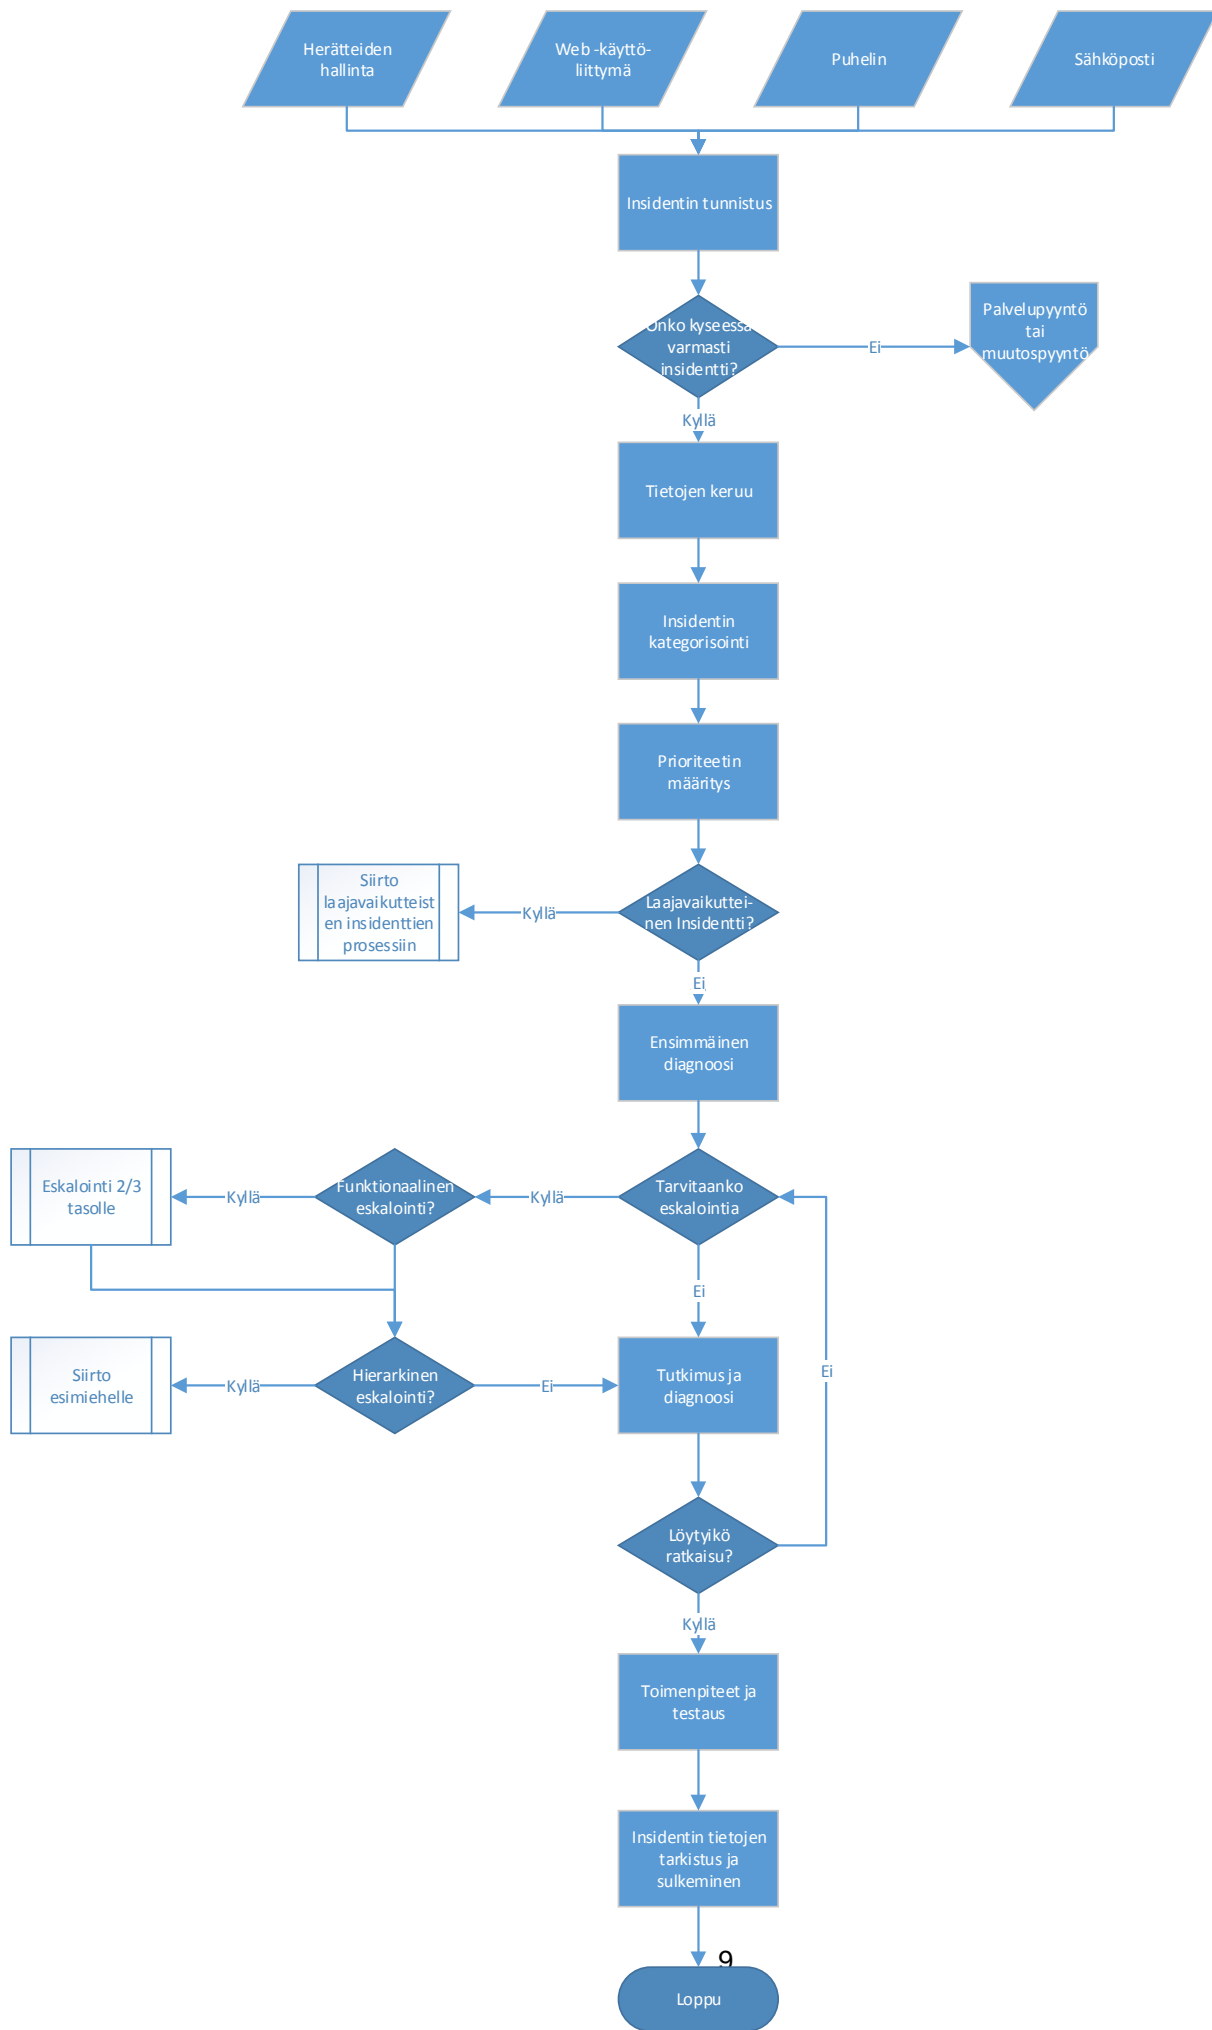 Herätteiden
hallinta
Web -käyttö-
liittymä
Puhelin
Sähköposti
Insidentin tunnistus
Onko kyseessä
varmasti
insidentti?
Ei
Palvelupyyntö
tai
muutospyyntö
Kyllä
Tietojen keruu
Insidentin
kategorisointi
Prioriteetin
määritys
Siirto
laajavaikutteist
en insidenttien
prosessiin
Kyllä
Laajavaikuttei-
nen Insidentti?
Ei
Ensimmäinen
diagnoosi
Eskalointi 2/3
tasolle
Kyllä
Funktionaalinen
eskalointi?
Kyllä
Tarvitaanko
eskalointia
Ei
Siirto
esimiehelle
Kyllä
Hierarkinen
eskalointi?
Ei
Tutkimus ja
diagnoosi
Ei
Löytyikö
ratkaisu?
Kyllä
Toimenpiteet ja
testaus
Insidentin tietojen
tarkistus ja
sulkeminen
9
Loppu